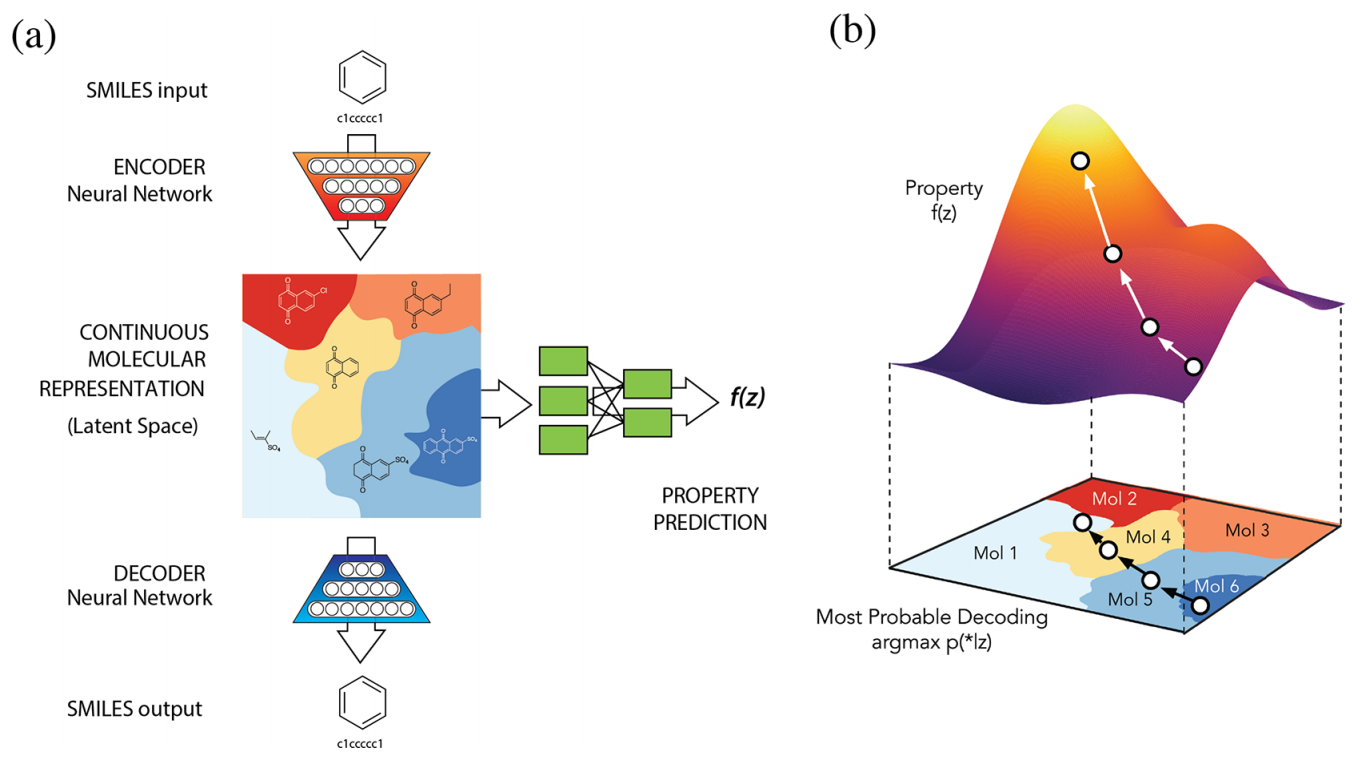 (a)
SMILES input
c1ccccc1
ENCODER
Neural Network
O
Cl
O
O
O
CONTINUOUS
MOLECULAR
REPRESENTATION
(Latent Space)
O
O
SO₄
O
SO₄
O
O
SO₄
O
f(z)
PROPERTY
PREDICTION
DECODER
Neural Network
SMILES output
c1ccccc1
(b)
Property
f(z)
Mol 2
Mol 3
Mol 4
Mol 1
Mol 6
Mol 5
Most Probable Decoding
argmax p(*|z)